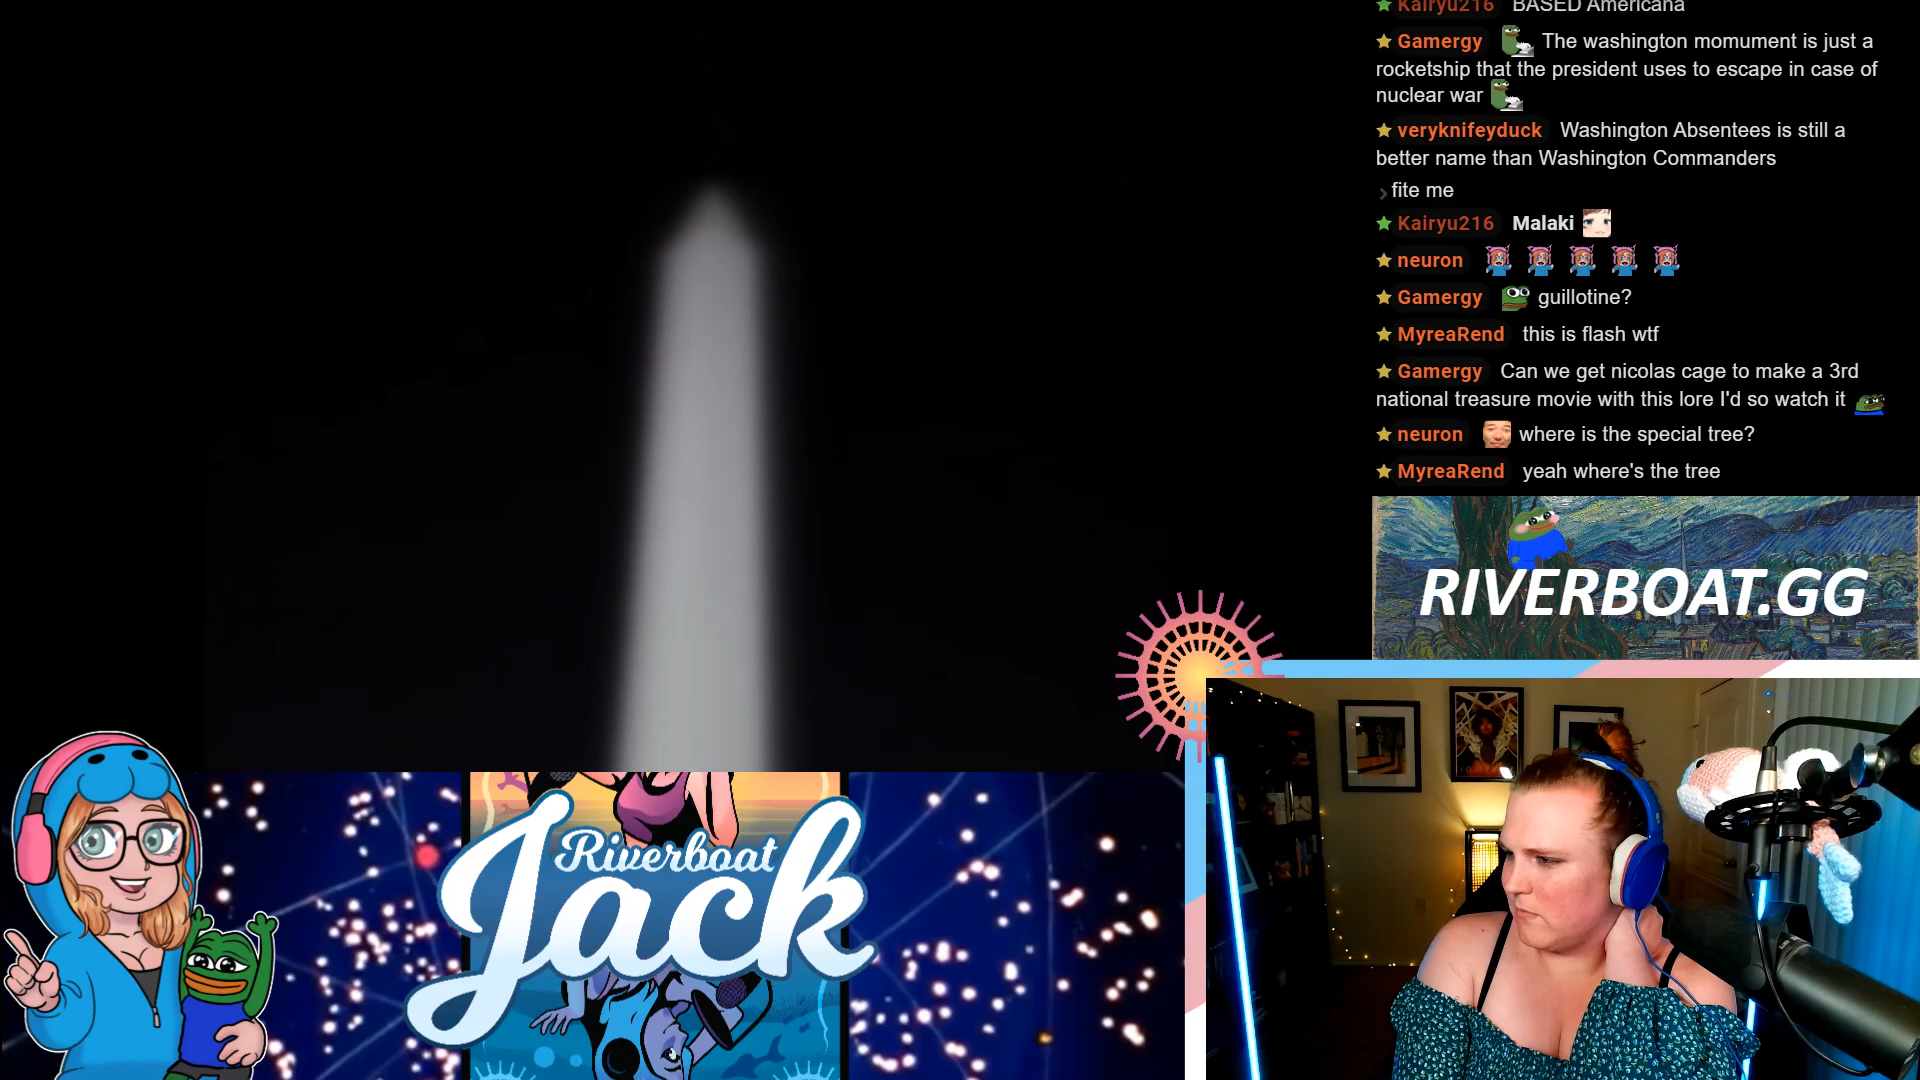 Kairyu216 BASED Americana
Gamergy The washington momument is just a
rocketship that the president uses to escape in case of
nuclear war
veryknifeyduck Washington Absentees is still a
better name than Washington Commanders
fite me
Kairyu216 Malaki
neuron
Gamergy guillotine?
MyreaRend this is flash wtf
Gamergy Can we get nicolas cage to make a 3rd
national treasure movie with this lore I'd so watch it
neuron where is the special tree?
MyreaRend yeah where's the tree
RIVERBOAT.GG
Riverboat
Jack